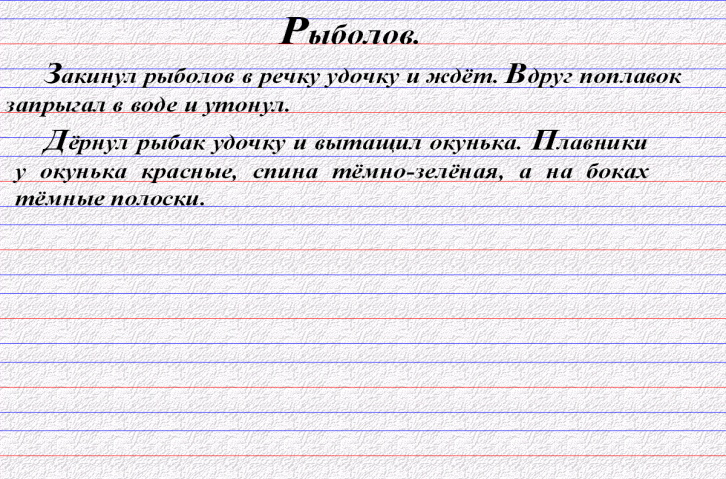 Рыболов.
Закинул рыболов в речку удочку и ждёт. Вдруг поплавок
запрыгал в воде и утонул.
Дёрнул рыбак удочку и вытащил окунька. Плавники
у окунька красные, спина тёмно-зелёная, а на боках
тёмные полоски.